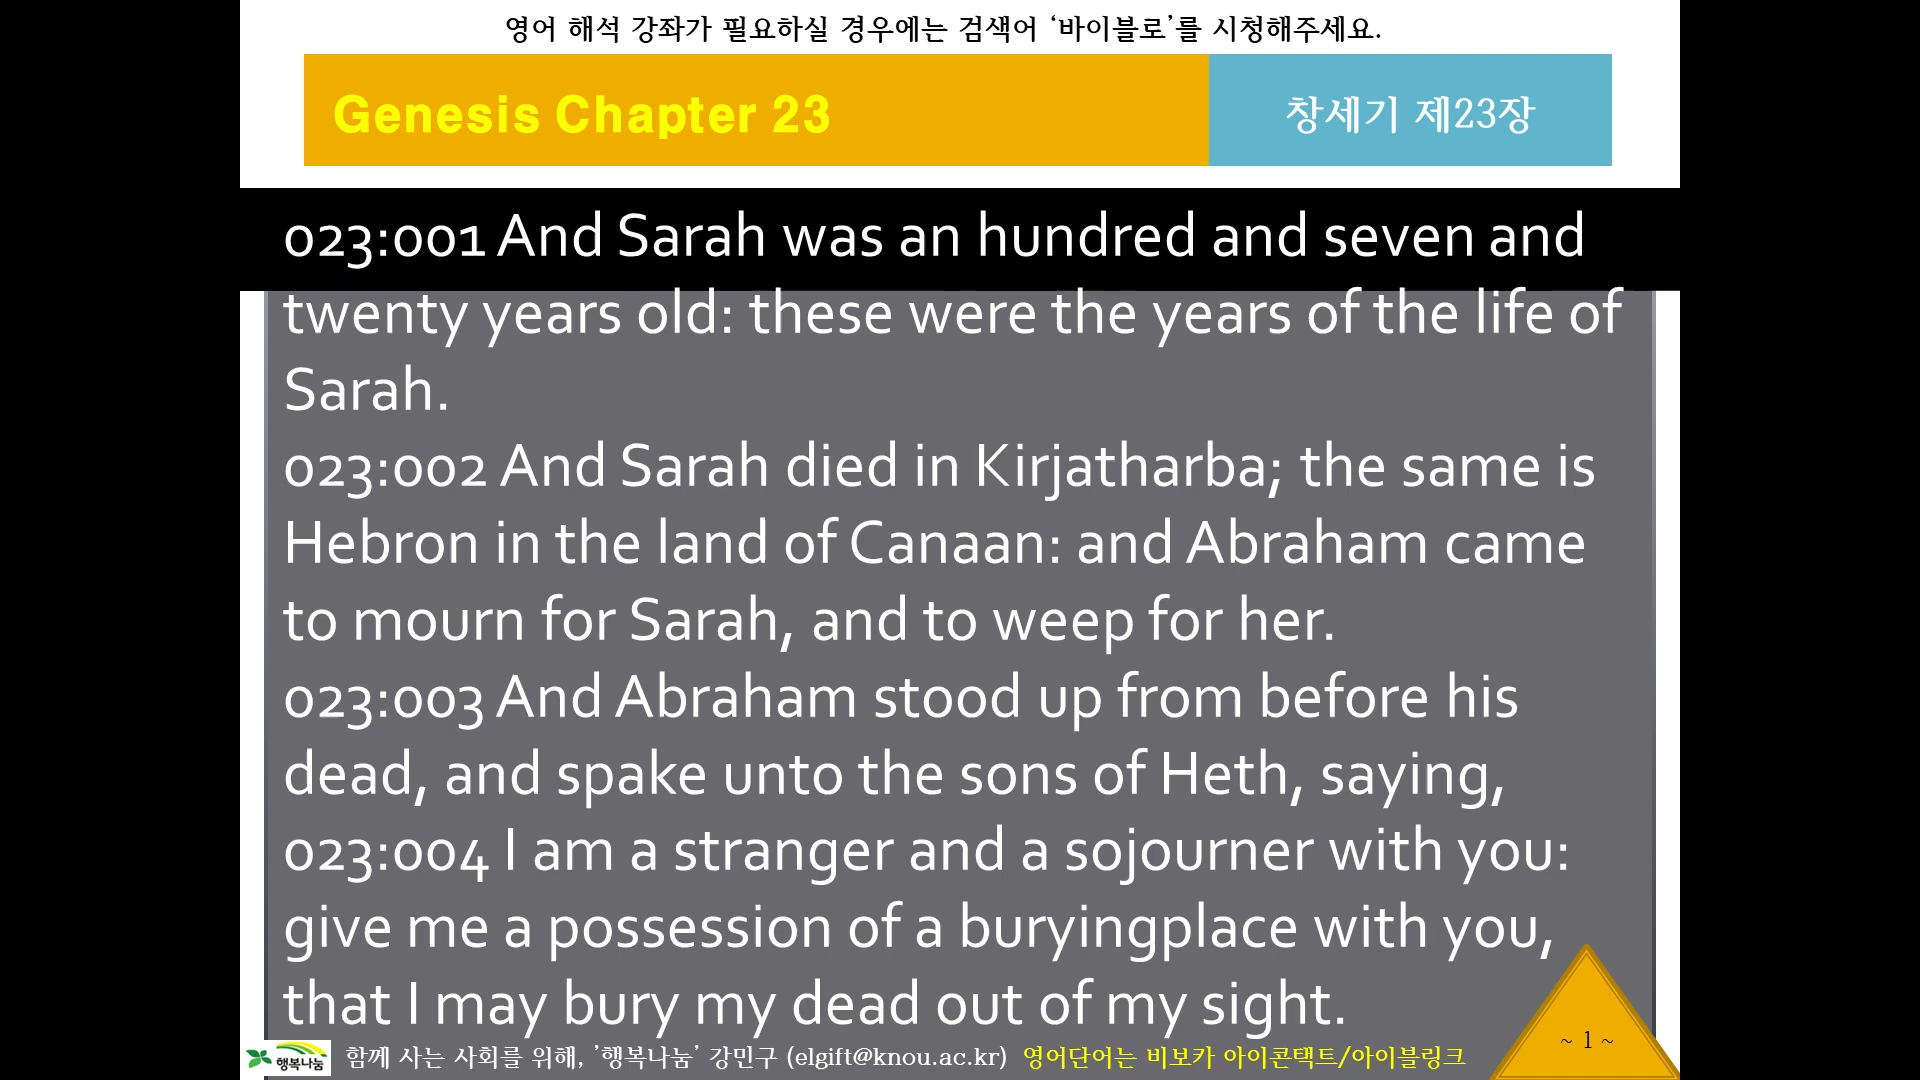 영어 해석 강좌가 필요하실 경우에는 검색어 ‘바이블로’를 시청해주세요.
Genesis Chapter 23
창세기 제23장
023:001 And Sarah was an hundred and seven and
twenty years old: these were the years of the life of
Sarah.
023:002 And Sarah died in Kirjatharba; the same is
Hebron in the land of Canaan: and Abraham came
to mourn for Sarah, and to weep for her.
023:003 And Abraham stood up from before his
dead, and spake unto the sons of Heth, saying,
023:004 I am a stranger and a sojourner with you:
give me a possession of a buryingplace with you,
that I may bury my dead out of my sight.
~ 1 ~
행복나눔 함께 사는 사회를 위해, ’행복나눔’ 강민구 (elgift@knou.ac.kr) 영어단어는 비보카 아이콘택트/아이블링크